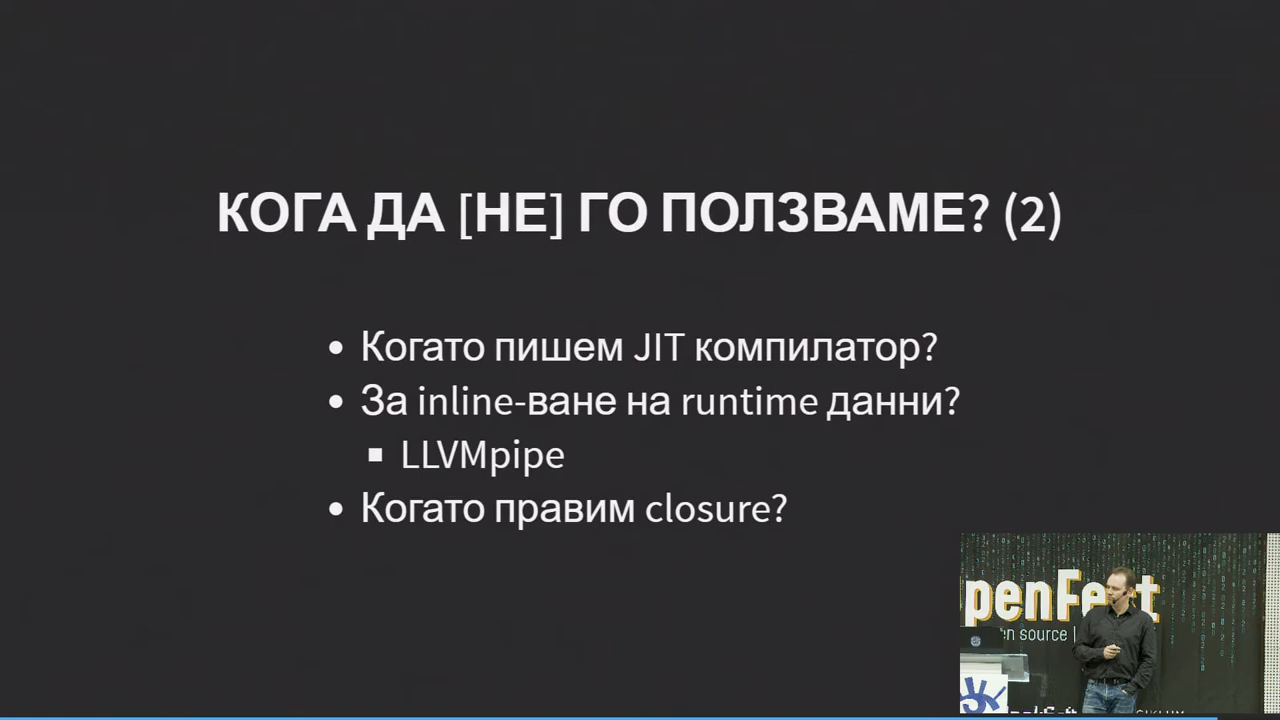 КОГА ДА [НЕ] ГО ПОЛЗВАМЕ? (2)
Когато пишем JIT компилатор?
За inline-ване на runtime данни?
LLVMpipe
Когато правим closure?
penFe t
n source |